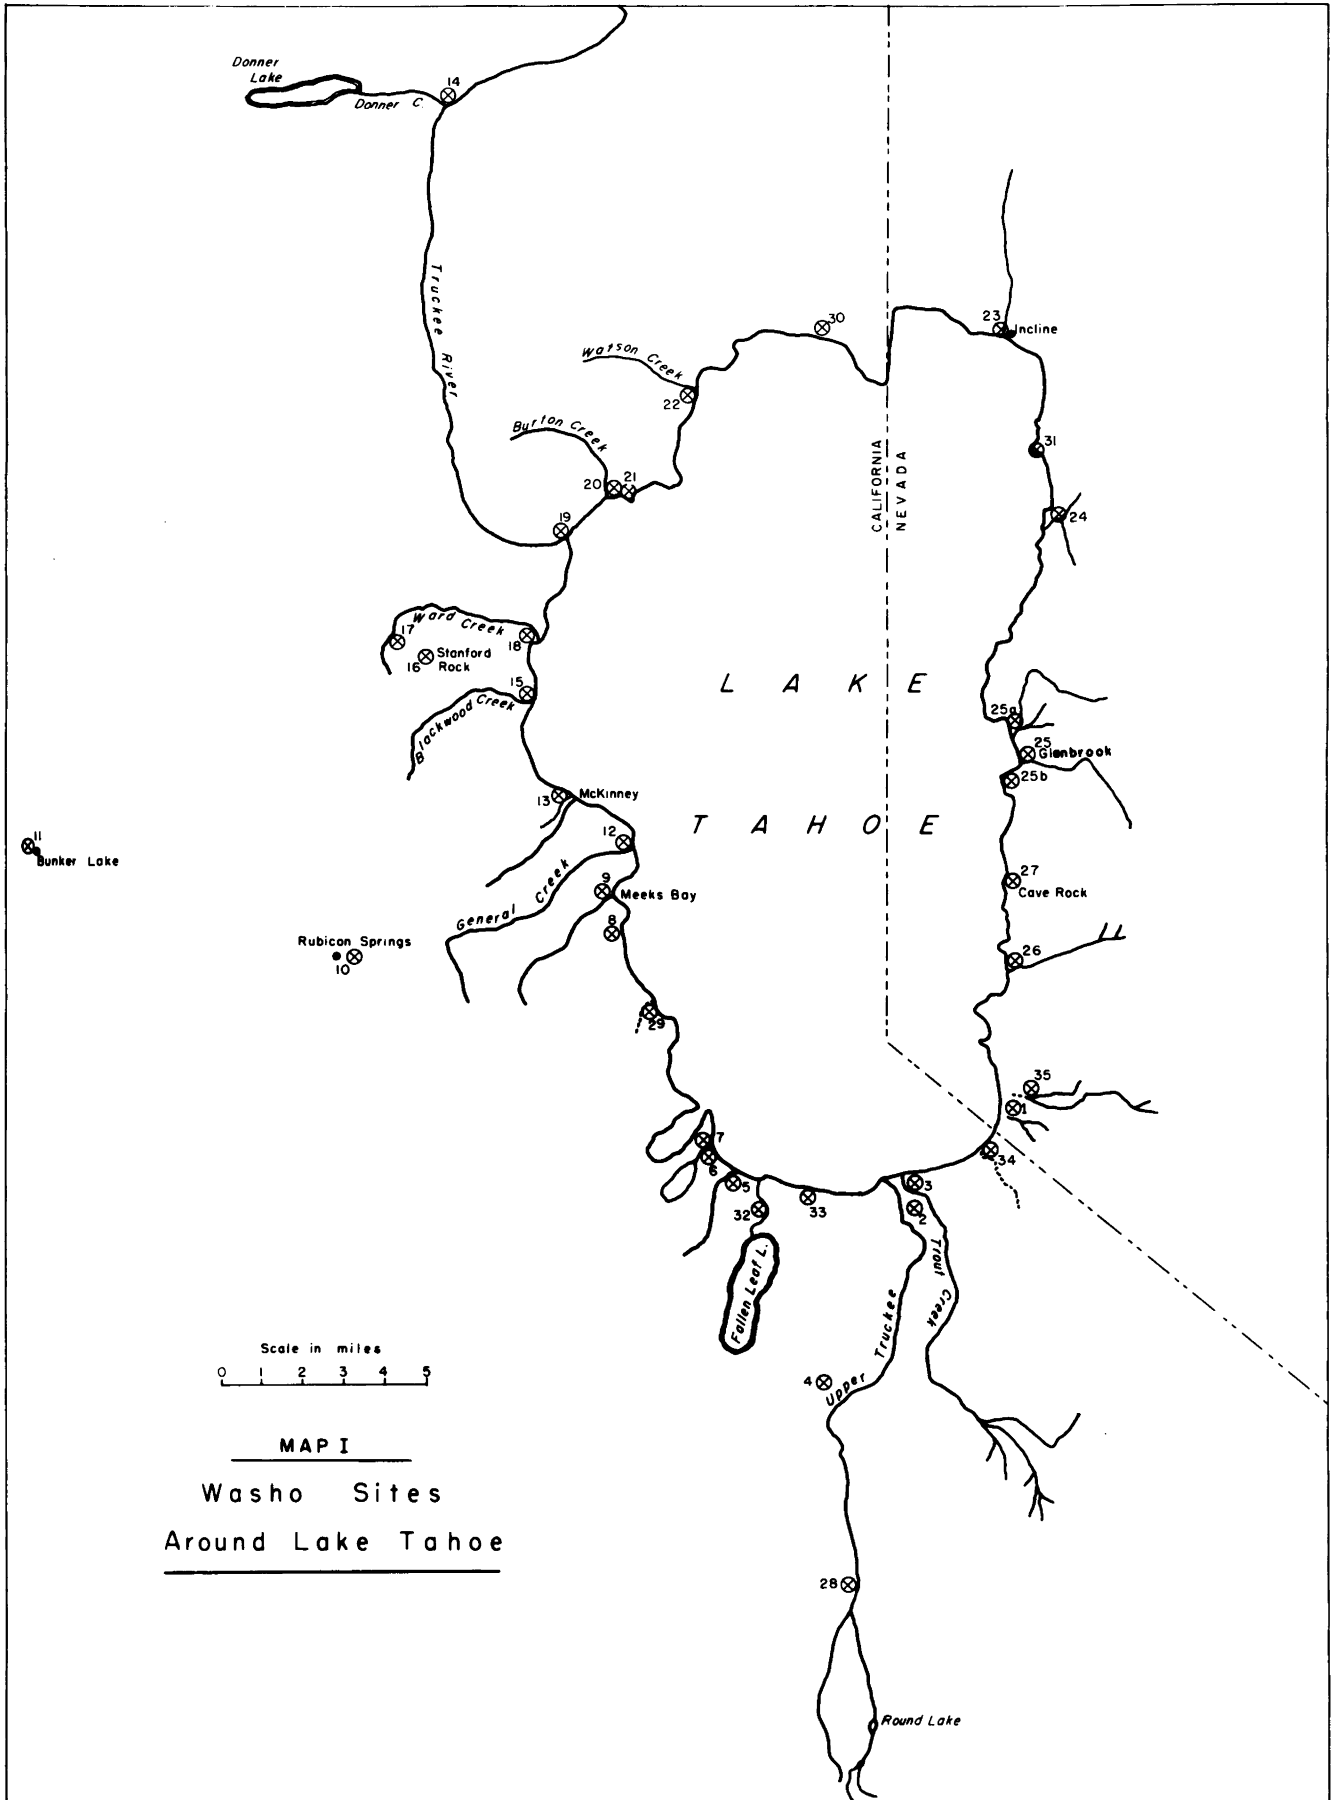 Donner
Lake
Donner C.
14
Truckee River
30
23
Incline
Watson Creek
22
Burton Creek
31
CALIFORNIA
NEVADA
20
21
24
19
Ward Creek
17
18
16
Stanford
Rock
LAKE
15
Blackwood Creek
25a
25
Glenbrook
25b
13
McKinney
TAHOE
12
11
Bunker Lake
General Creek
9
Meeks Bay
27
Cave Rock
8
Rubicon Springs
10
26
29
35
1
7
6
34
5
3
32
33
2
Fallen Leaf L.
Trout Creek
Upper Truckee
Scale in miles
0 1 2 3 4 5
4
MAP I
Washo Sites
Around Lake Tahoe
28
Round Lake